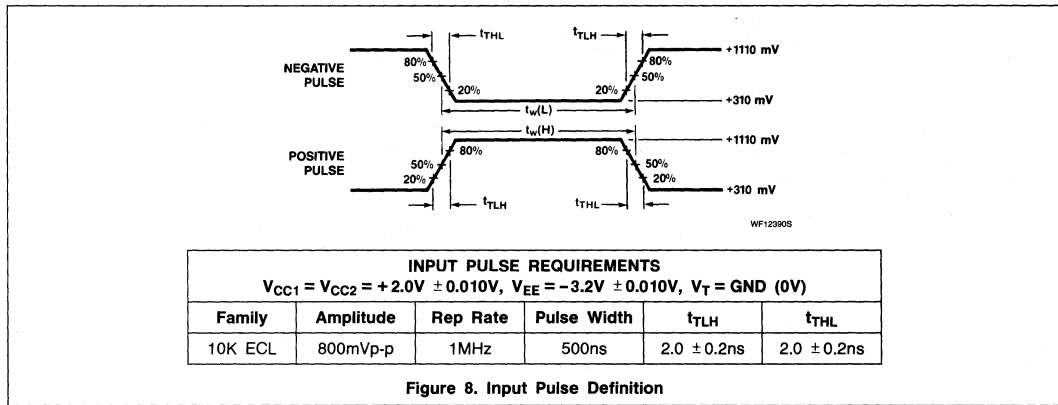 tTHL
tTLH
+1110 mV
NEGATIVE
PULSE
80%
50%
20%
20%
80%
50%
+310 mV
tw(L)
tw(H)
+1110 mV
POSITIVE
PULSE
80%
50%
20%
80%
50%
20%
+310 mV
tTLH
tTHL
WF12390S
INPUT PULSE REQUIREMENTS
VCC1 = VCC2 = +2.0V ±0.010V, VEE = -3.2V ±0.010V, VT = GND (0V)
Family Amplitude Rep Rate Pulse Width tTLH tTHL
10K ECL 800mVp-p 1MHz 500ns 2.0 ±0.2ns 2.0 ±0.2ns
Figure 8. Input Pulse Definition